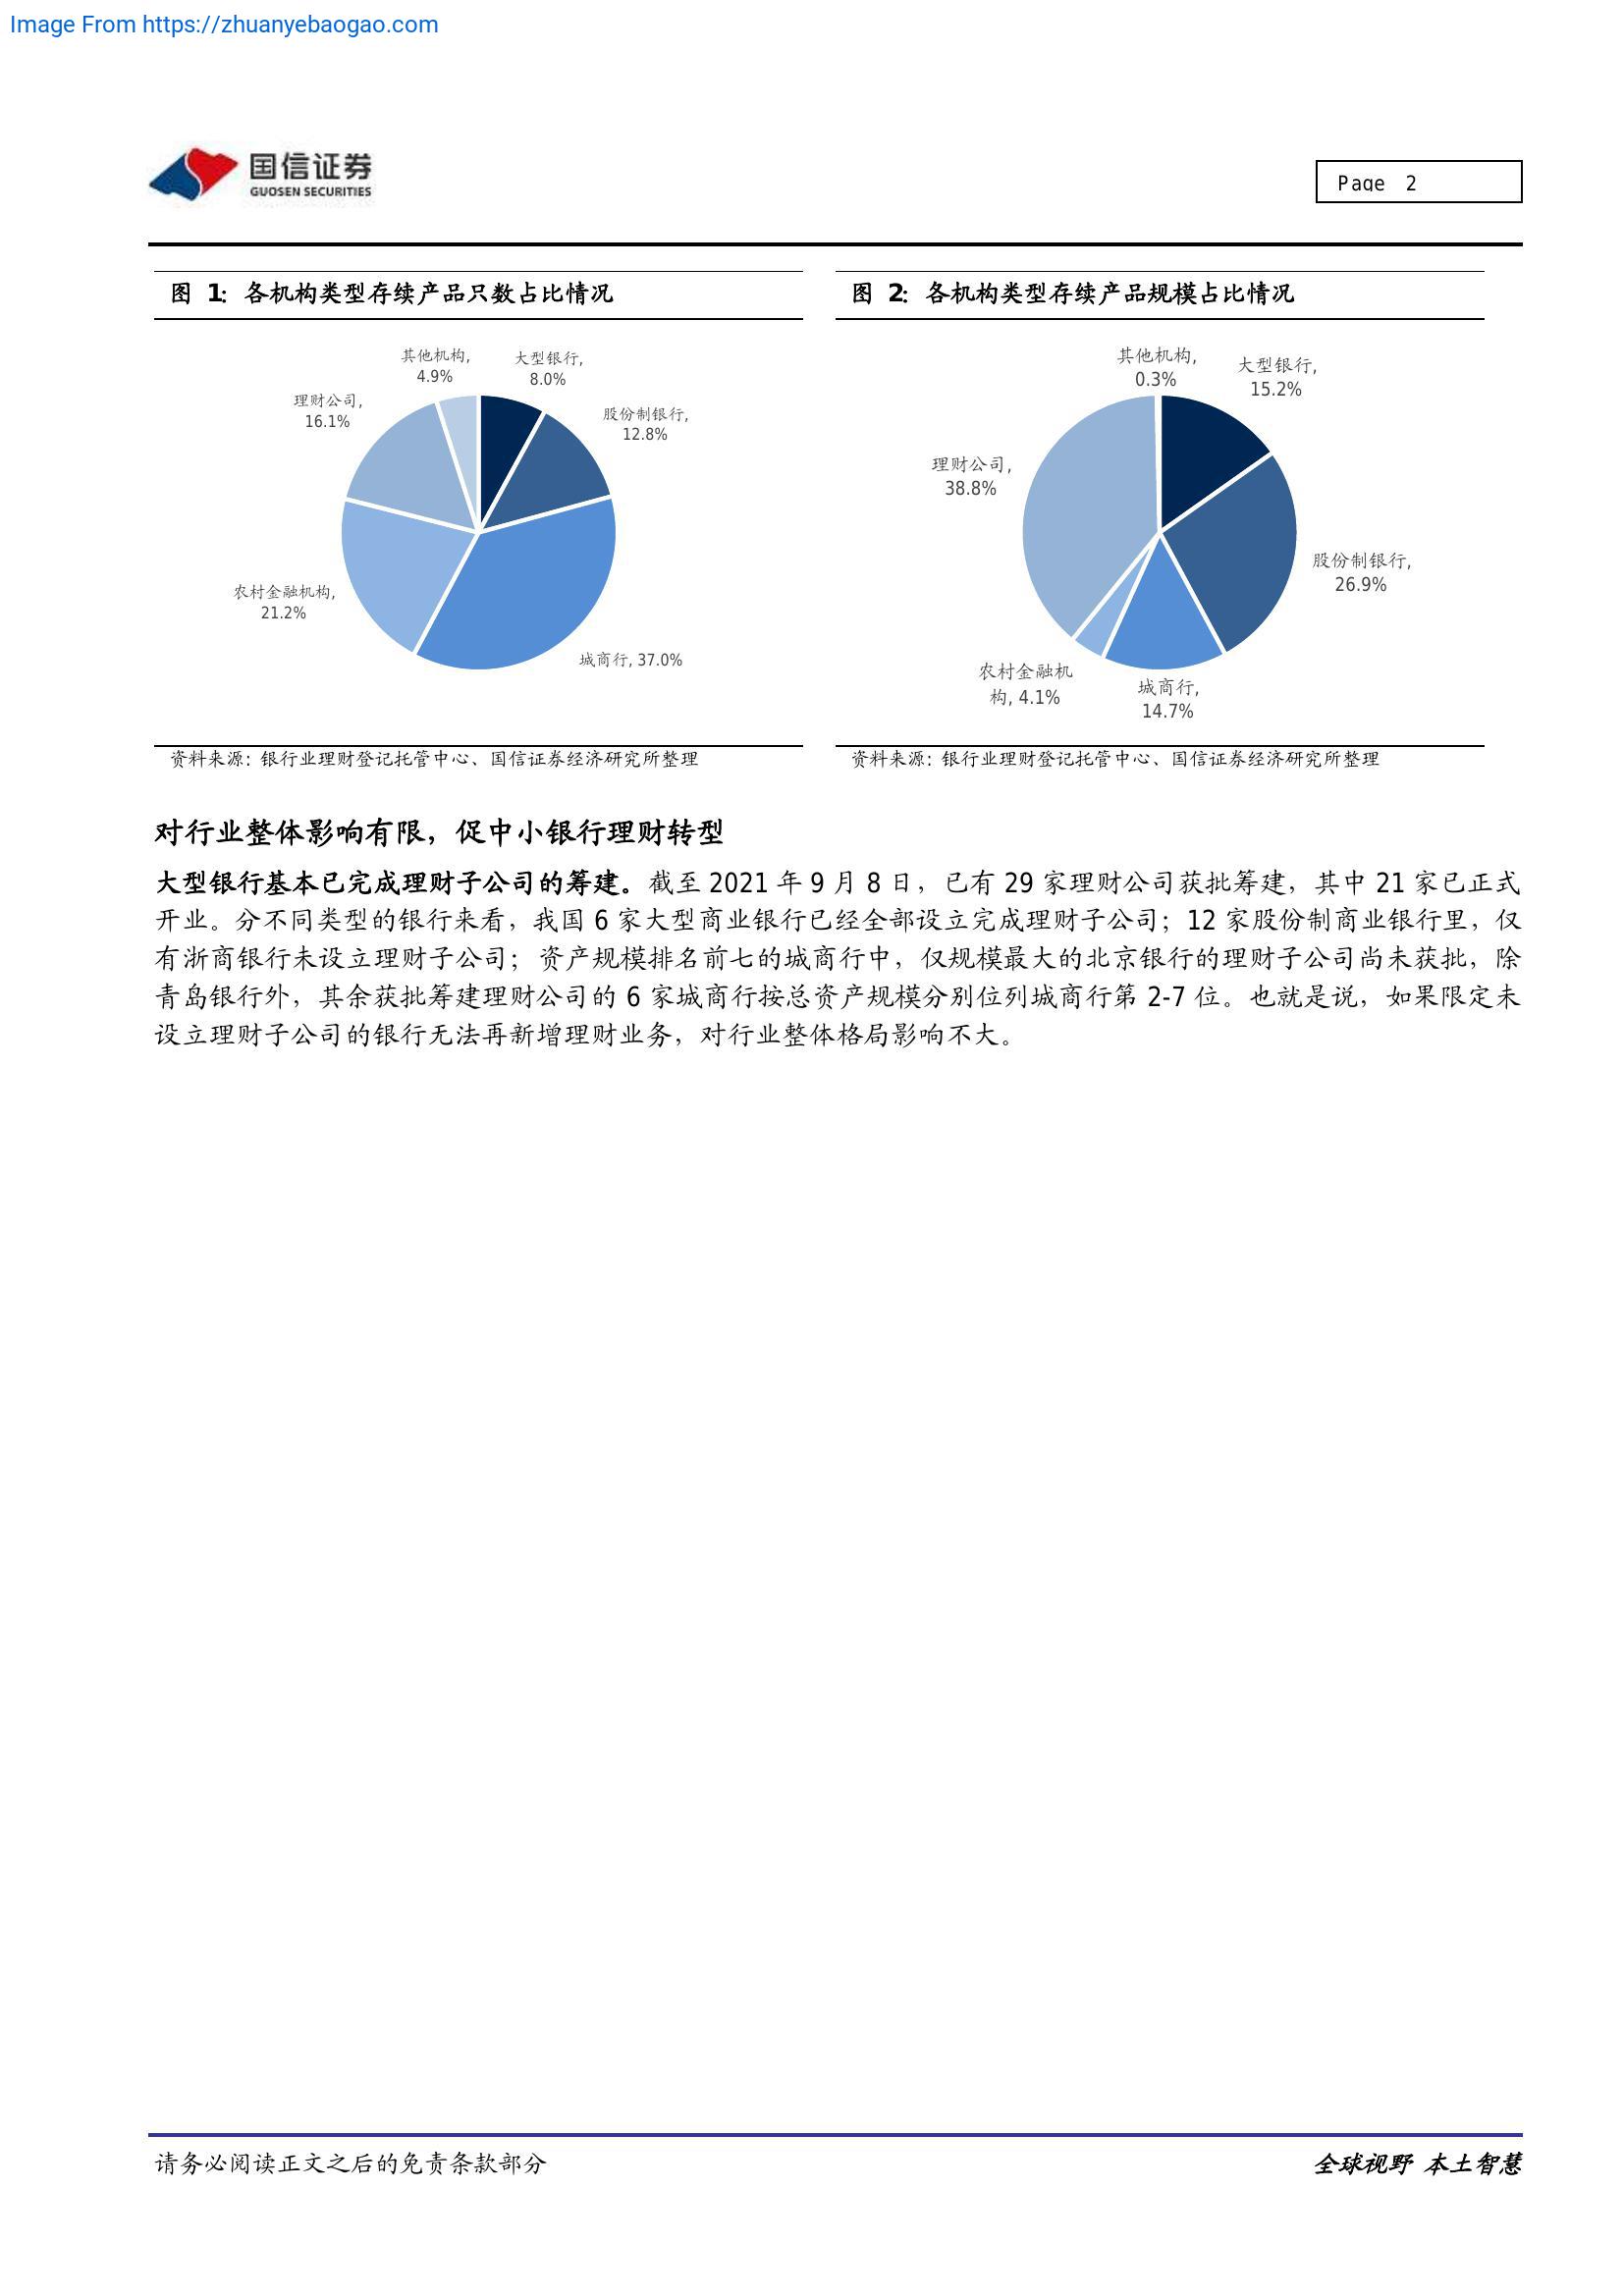 Image From https://zhuanyebaogao.com
国信证券
GUOSEN SECURITIES
Page 2
图 1：各机构类型存续产品只数占比情况
其他机构,
4.9%
大型银行,
8.0%
理财公司,
16.1%
股份制银行,
12.8%
农村金融机构,
21.2%
城商行, 37.0%
资料来源：银行业理财登记托管中心、国信证券经济研究所整理
图 2：各机构类型存续产品规模占比情况
其他机构,
0.3%
大型银行,
15.2%
理财公司,
38.8%
股份制银行,
26.9%
农村金融机
构, 4.1%
城商行,
14.7%
资料来源：银行业理财登记托管中心、国信证券经济研究所整理
对行业整体影响有限，促中小银行理财转型
大型银行基本已完成理财子公司的筹建。截至 2021 年 9 月 8 日，已有 29 家理财公司获批筹建，其中 21 家已正式
开业。分不同类型的银行来看，我国 6 家大型商业银行已经全部设立完成理财子公司；12 家股份制商业银行里，仅
有浙商银行未设立理财子公司；资产规模排名前七的城商行中，仅规模最大的北京银行的理财子公司尚未获批，除
青岛银行外，其余获批筹建理财公司的 6 家城商行按总资产规模分别位列城商行第 2-7 位。也就是说，如果限定未
设立理财子公司的银行无法再新增理财业务，对行业整体格局影响不大。
请务必阅读正文之后的免责条款部分
全球视野 本土智慧